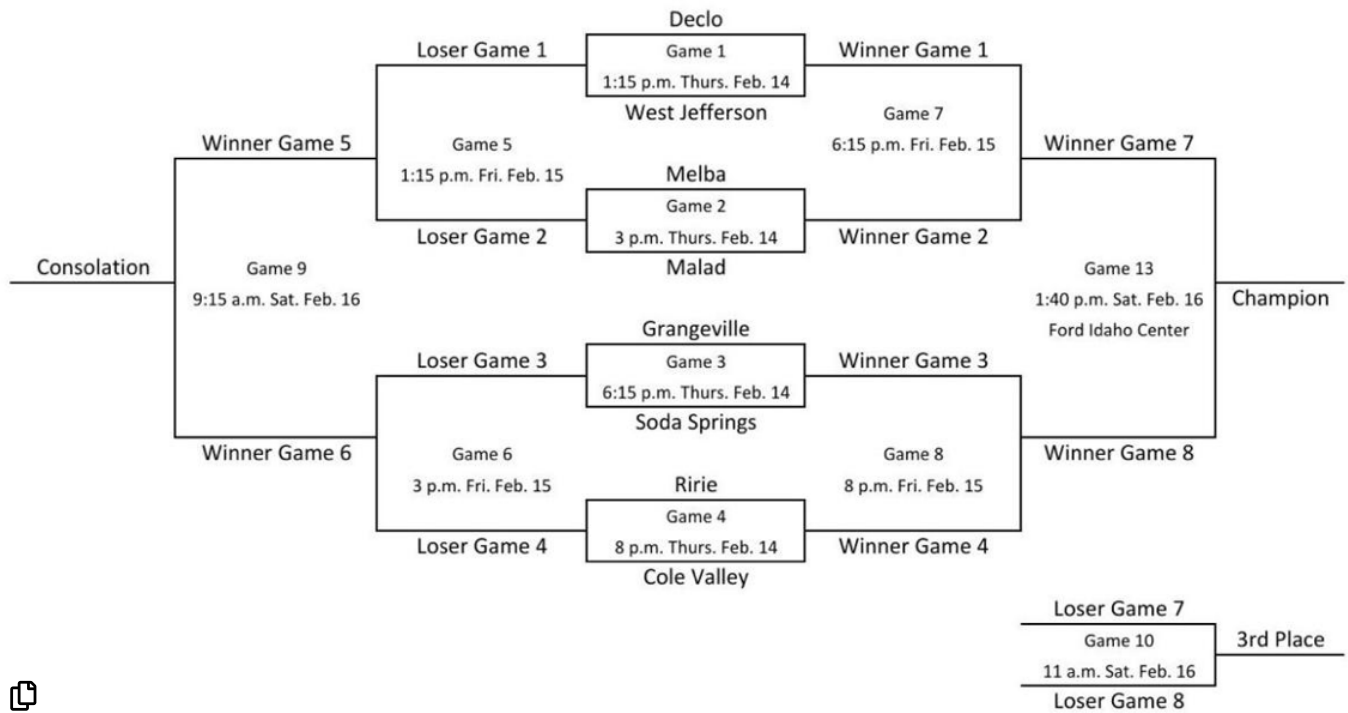 Declo
Loser Game 1
Game 1
Winner Game 1
1:15 p.m. Thurs. Feb. 14
West Jefferson
Game 7
Winner Game 5
Game 5
6:15 p.m. Fri. Feb. 15
Winner Game 7
1:15 p.m. Fri. Feb. 15
Melba
Game 2
Loser Game 2
3 p.m. Thurs. Feb. 14
Winner Game 2
Consolation
Game 9
Malad
Game 13
9:15 a.m. Sat. Feb. 16
1:40 p.m. Sat. Feb. 16
Champion
Ford Idaho Center
Grangeville
Loser Game 3
Game 3
Winner Game 3
6:15 p.m. Thurs. Feb. 14
Soda Springs
Winner Game 6
Game 6
Game 8
Winner Game 8
3 p.m. Fri. Feb. 15
Ririe
8 p.m. Fri. Feb. 15
Game 4
Loser Game 4
8 p.m. Thurs. Feb. 14
Winner Game 4
Cole Valley
Loser Game 7
Game 10
3rd Place
11 a.m. Sat. Feb. 16
Loser Game 8